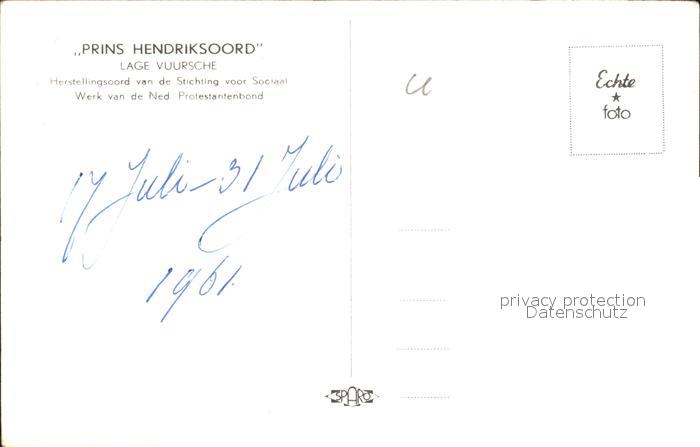 „PRINS HENDRIKSOORD"
LAGE VUURSCHE
Herstellingsoord van de Stichting voor Sociaal
Werk van de Ned Protestantenbond
17 Juli - 31 Juli
1961.
u
Echte
foto
privacy protection
Datenschutz
SPARO